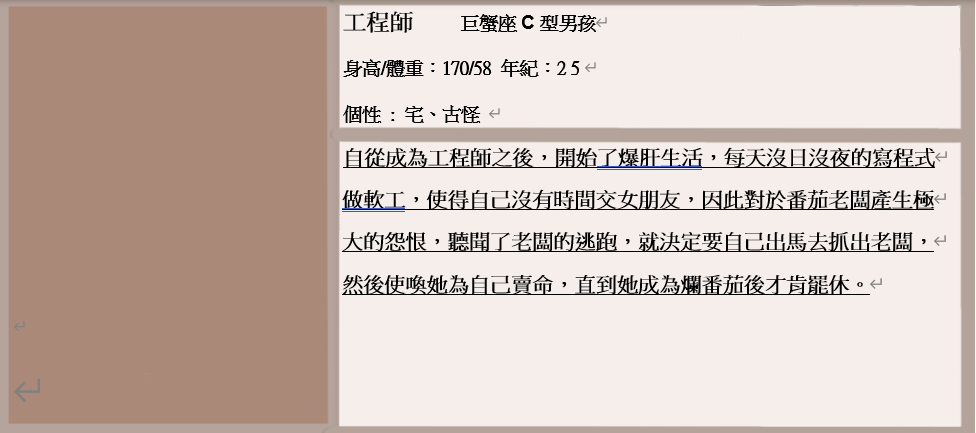 工程師 巨蟹座 C 型男孩
身高/體重：170/58 年紀：25
個性：宅、古怪
自從成為工程師之後，開始了爆肝生活，每天沒日沒夜的寫程式
做軟工，使得自己沒有時間交女朋友，因此對於番茄老闆產生極
大的怨恨，聽聞了老闆的逃跑，就決定要自己出馬去抓出老闆，
然後使喚她為自己賣命，直到她成為爛番茄後才肯罷休。